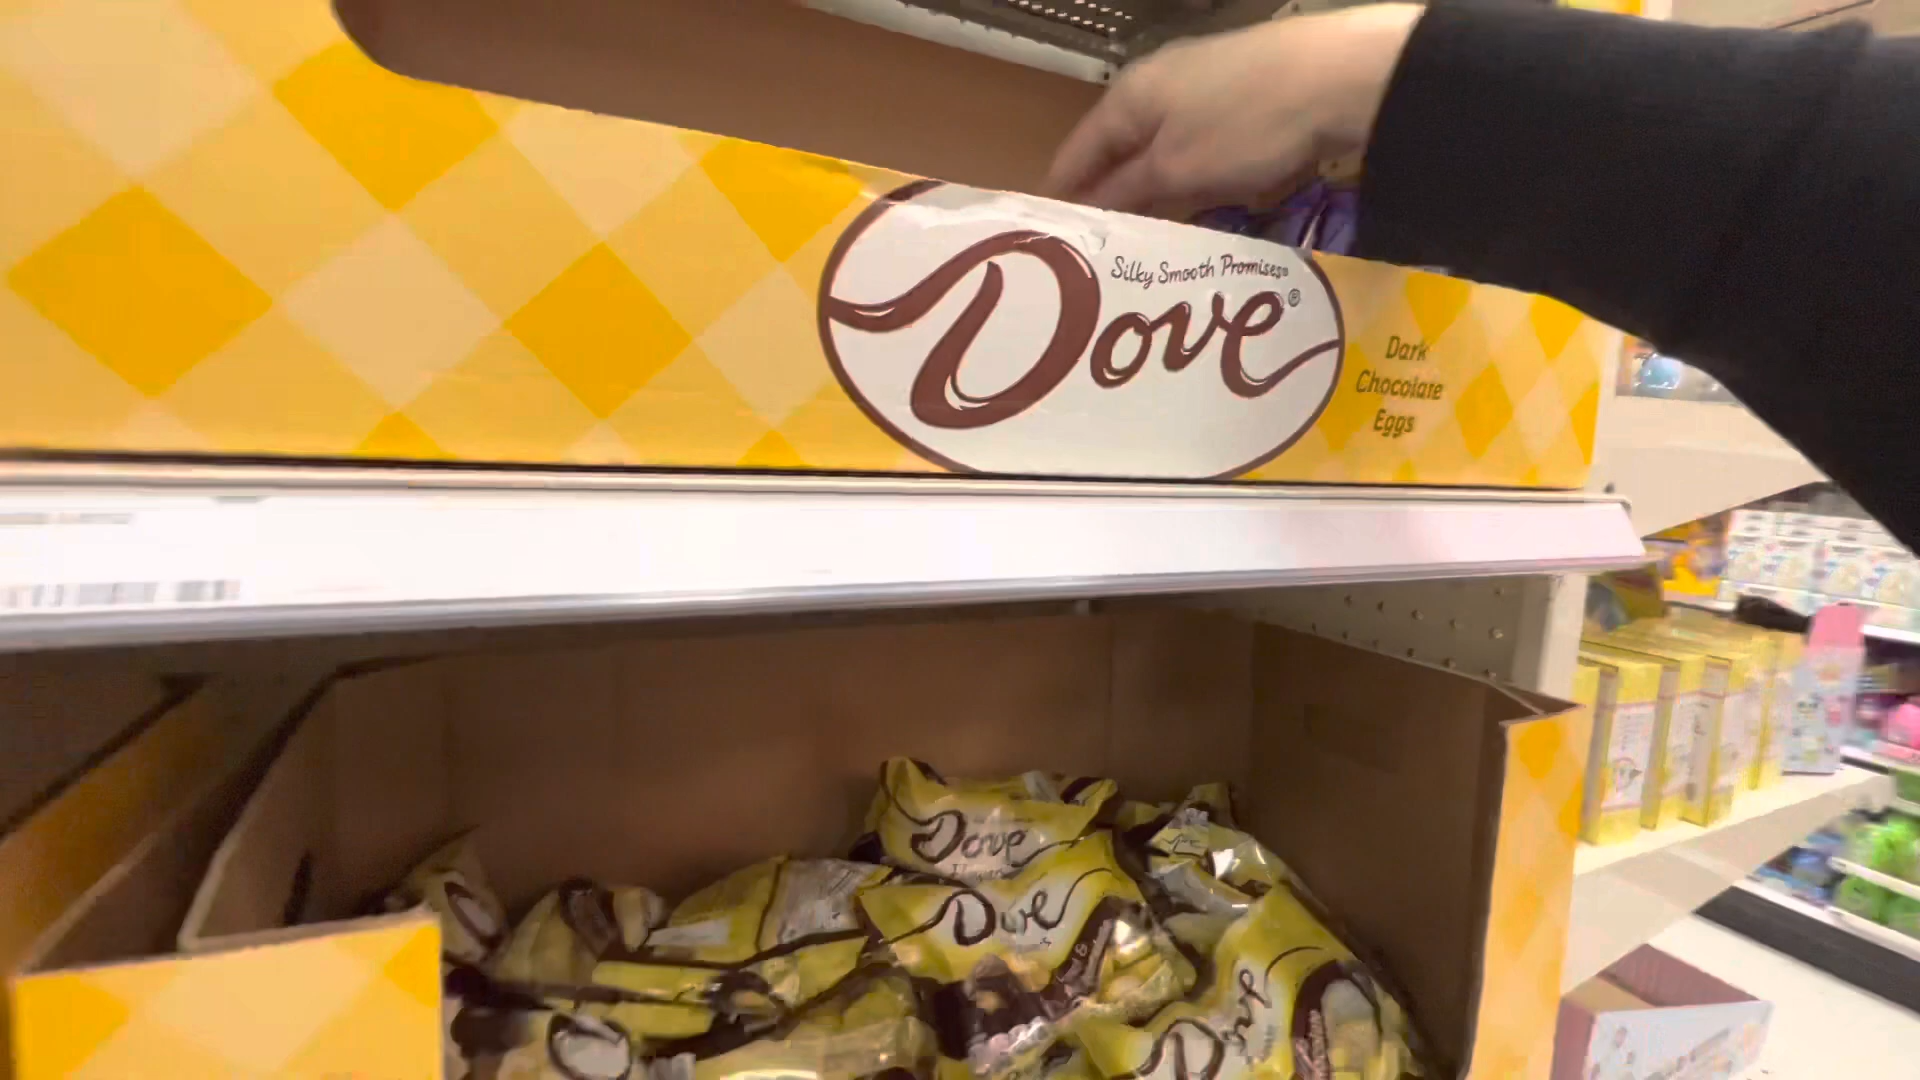 Silky Smooth Promises®
Dove®
Dark
Chocolate
Eggs
Dove
Dove